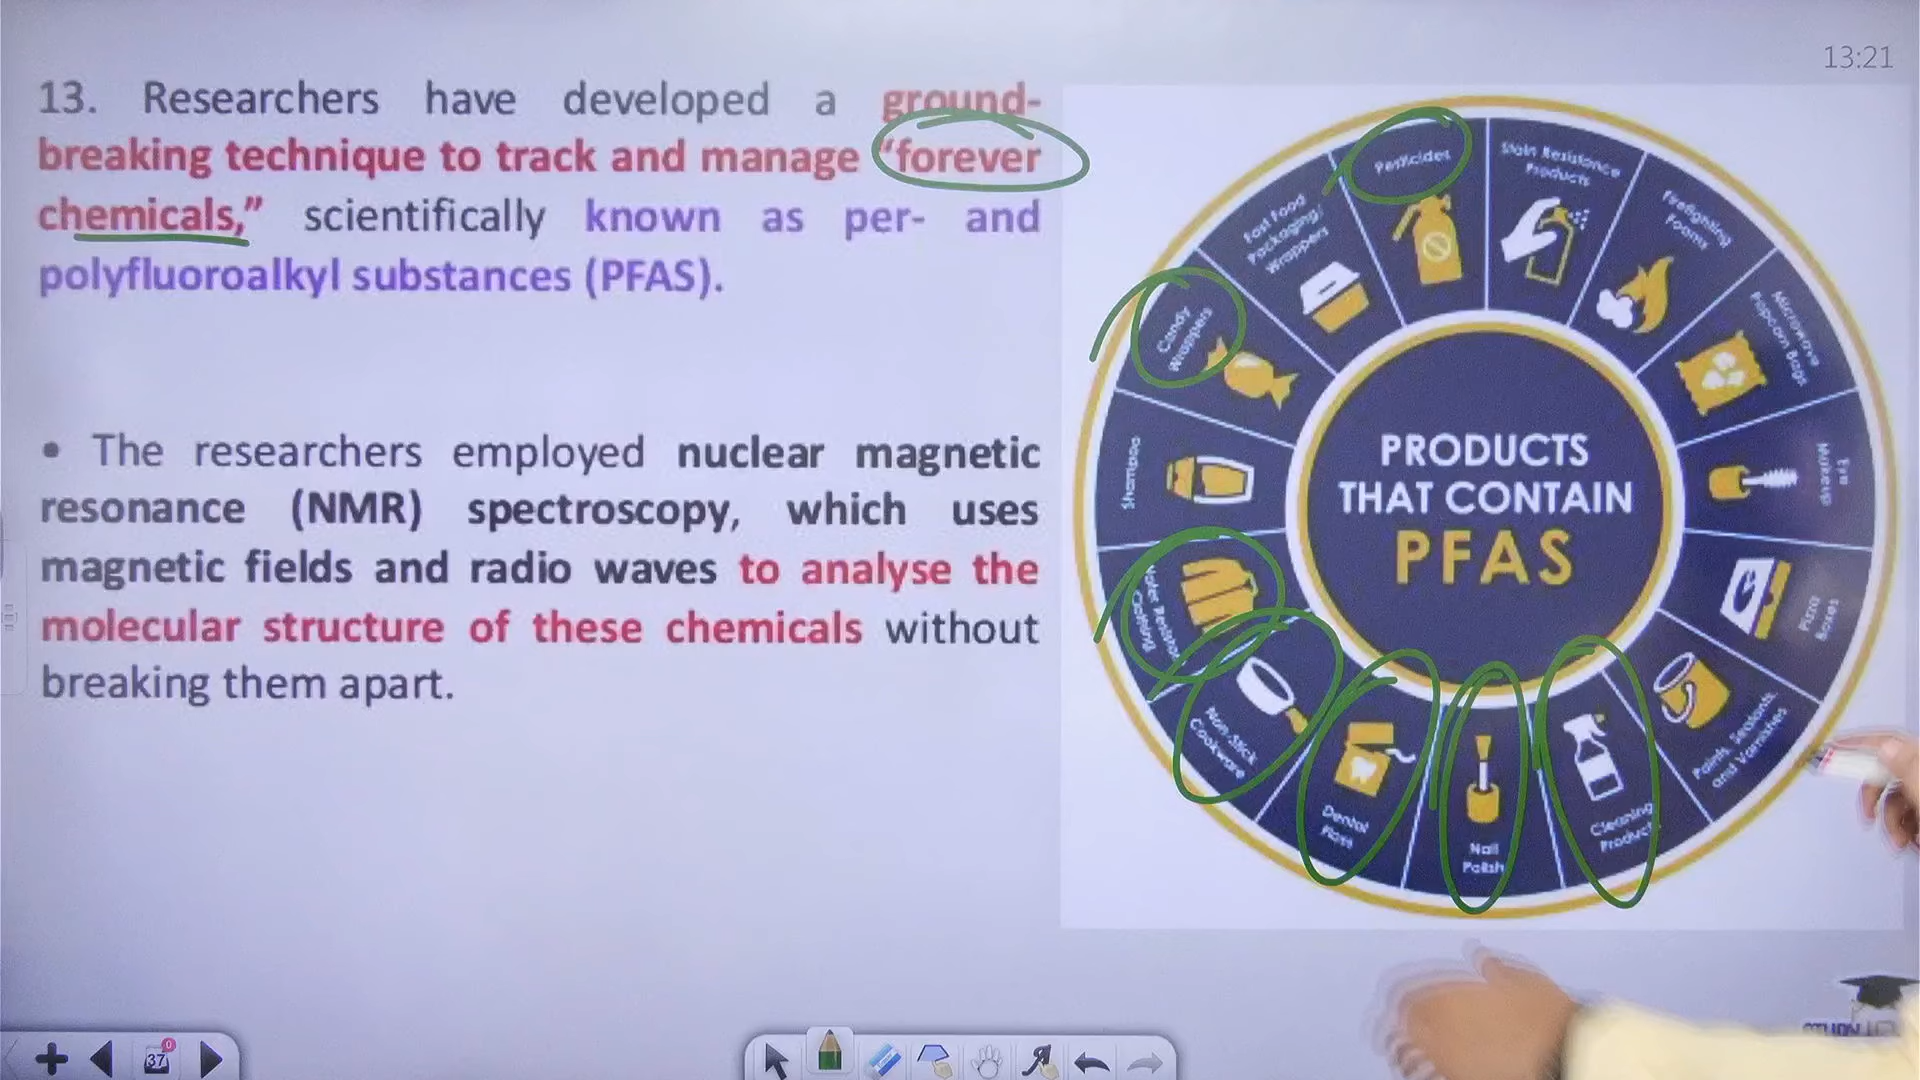 13:21
13. Researchers have developed a ground-
breaking technique to track and manage “forever
chemicals,” scientifically known as per- and
polyfluoroalkyl substances (PFAS).
• The researchers employed nuclear magnetic
resonance (NMR) spectroscopy, which uses
magnetic fields and radio waves to analyse the
molecular structure of these chemicals without
breaking them apart.
PRODUCTS
THAT CONTAIN
PFAS
Pesticides
Stain Resistance
Products
Firefighting
Foams
Microwave
Popcorn Bags
Eye
Makeup
Pizza
Boxes
Paints, Sealants,
and Varnishes
Cleaning
Products
Nail
Polish
Dental
Floss
Non-Stick
Cookware
Water Resistant
Clothing
Shampoo
Candy
Wrappers
Fast Food
Packaging/
Wrappers
37
0
STUDY